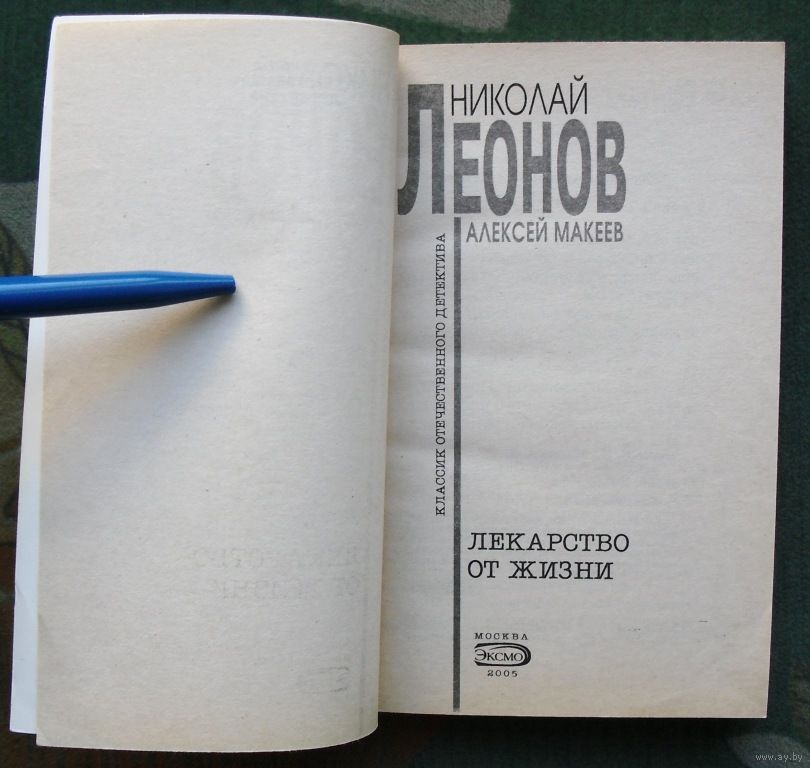 НИКОЛАЙ
ЛЕОНОВ
АЛЕКСЕЙ МАКЕЕВ
КЛАССИК ОТЕЧЕСТВЕННОГО ДЕТЕКТИВА
ЛЕКАРСТВО
ОТ ЖИЗНИ
МОСКВА
ЭКСМО
2005
www.ay.by